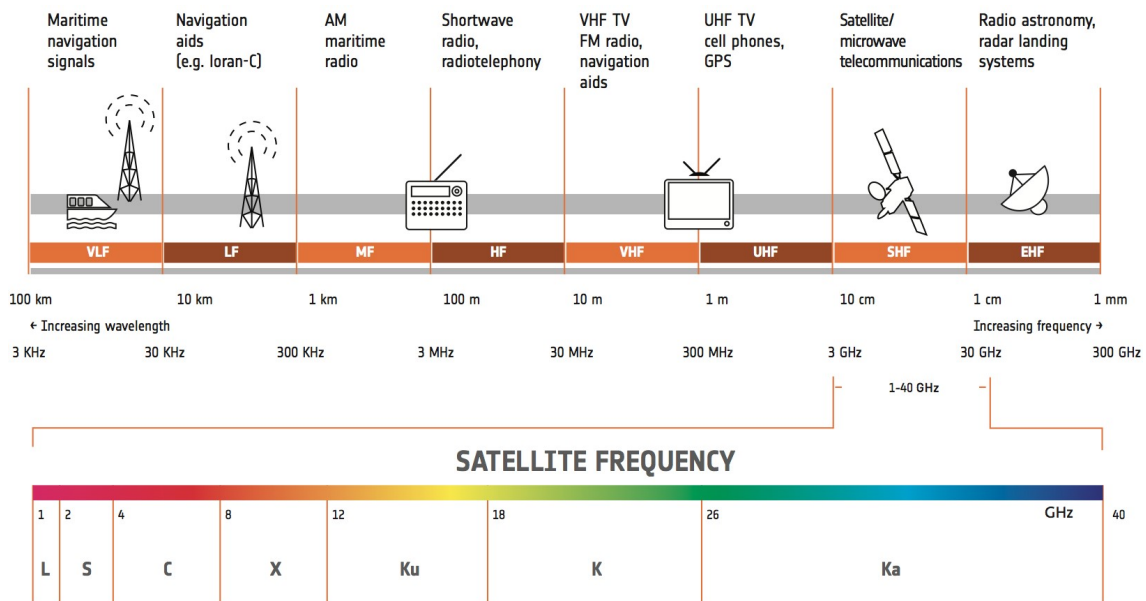 Maritime
navigation
signals
Navigation
aids
(e.g. loran-C)
AM
maritime
radio
Shortwave
radio,
radiotelephony
VHF TV
FM radio,
navigation
aids
UHF TV
cell phones,
GPS
Satellite/
microwave
telecommunications
Radio astronomy,
radar landing
systems
VLF LF MF HF VHF UHF SHF EHF
100 km 10 km 1 km 100 m 10 m 1 m 10 cm 1 cm 1 mm
← Increasing wavelength Increasing frequency →
3 KHz 30 KHz 300 KHz 3 MHz 30 MHz 300 MHz 3 GHz 30 GHz 300 GHz
1-40 GHz
SATELLITE FREQUENCY
1 2 4 8 12 18 26 GHz 40
L S C X Ku K Ka